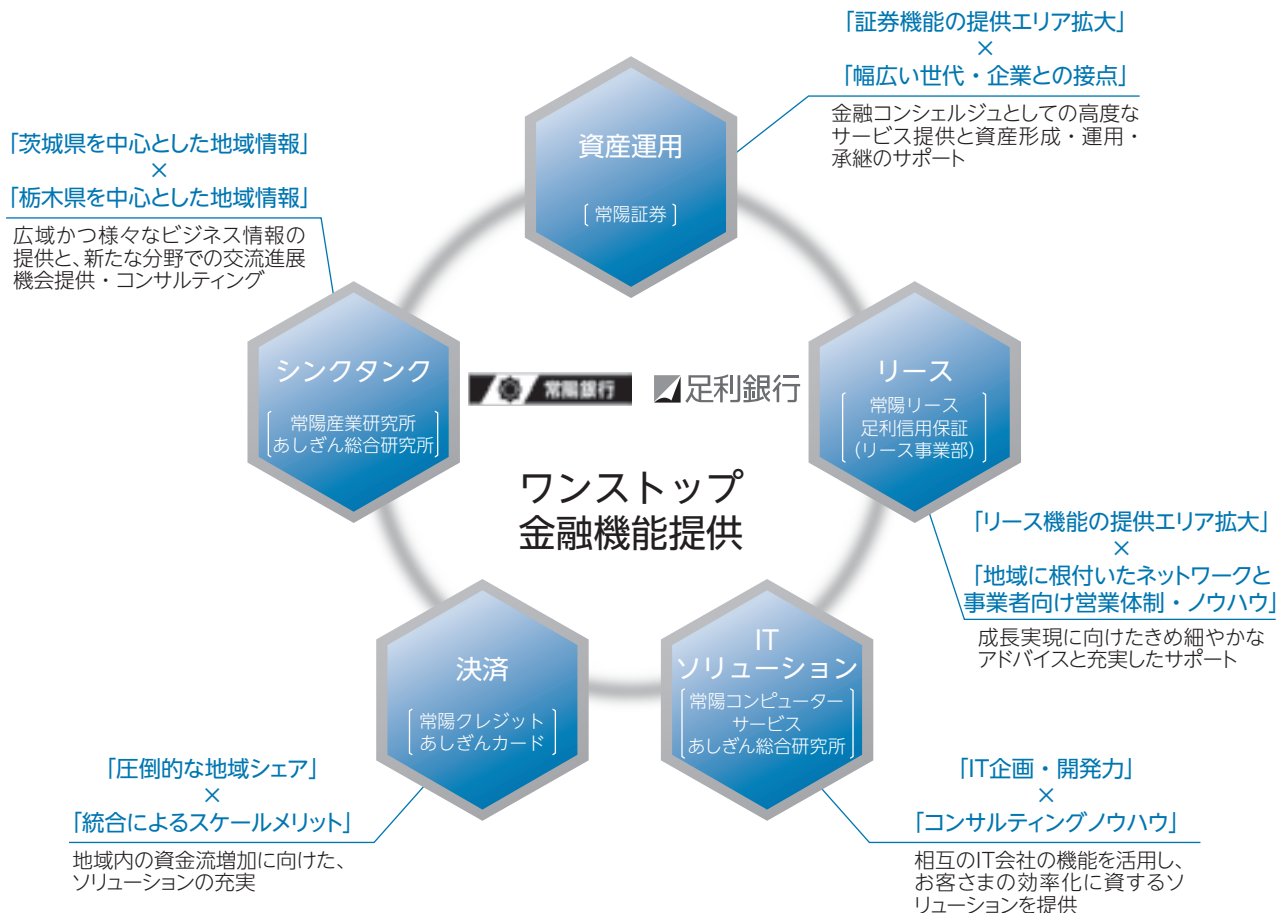 「証券機能の提供エリア拡大」
×
「幅広い世代・企業との接点」
金融コンシェルジュとしての高度な
サービス提供と資産形成・運用・
承継のサポート
資産運用
[常陽証券]
「茨城県を中心とした地域情報」
×
「栃木県を中心とした地域情報」
広域かつ様々なビジネス情報の
提供と、新たな分野での交流進展
機会提供・コンサルティング
シンクタンク
[常陽産業研究所
あしぎん総合研究所]
常陽銀行
足利銀行
リース
[常陽リース
足利信用保証
(リース事業部)]
ワンストップ
金融機能提供
「リース機能の提供エリア拡大」
×
「地域に根付いたネットワークと
事業者向け営業体制・ノウハウ」
成長実現に向けたきめ細やかな
アドバイスと充実したサポート
決済
[常陽クレジット
あしぎんカード]
IT
ソリューション
[常陽コンピューター
サービス
あしぎん総合研究所]
「圧倒的な地域シェア」
×
「統合によるスケールメリット」
地域内の資金流増加に向けた、
ソリューションの充実
「IT企画・開発力」
×
「コンサルティングノウハウ」
相互のIT会社の機能を活用し、
お客さまの効率化に資するソ
リューションを提供